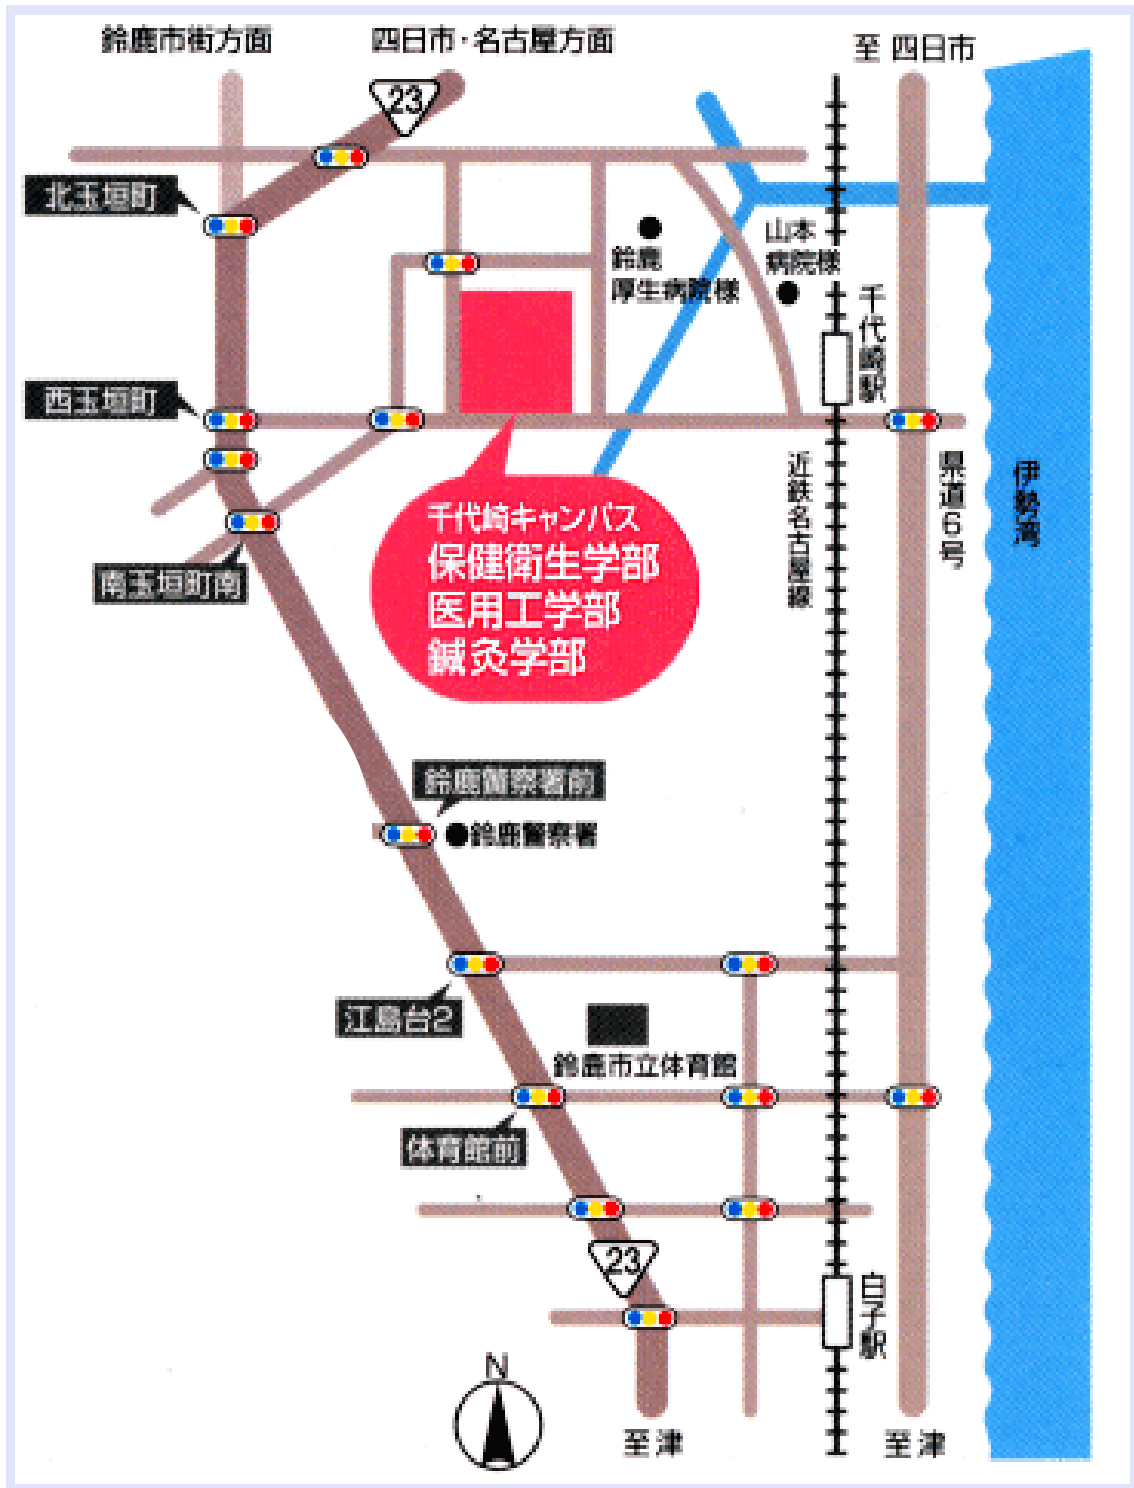 鈴鹿市街方面
四日市・名古屋方面
至 四日市
23
北玉垣町
山本
病院様
鈴鹿
厚生病院様
千代崎駅
西玉垣町
近鉄名古屋線
県道6号
伊勢湾
千代崎キャンパス
保健衛生学部
医用工学部
鍼灸学部
南玉垣町南
鈴鹿警察署前
鈴鹿警察署
江島台2
鈴鹿市立体育館
体育館前
23
白子駅
N
至 津
至 津